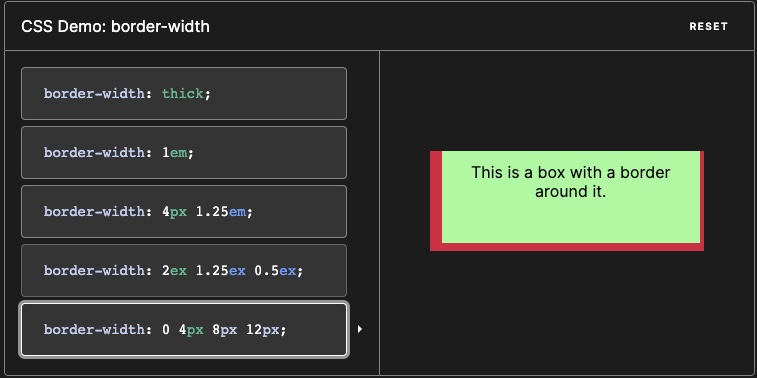 CSS Demo: border-width
RESET
border-width: thick;
border-width: 1em;
border-width: 4px 1.25em;
border-width: 2ex 1.25ex 0.5ex;
border-width: 0 4px 8px 12px;
This is a box with a border
around it.